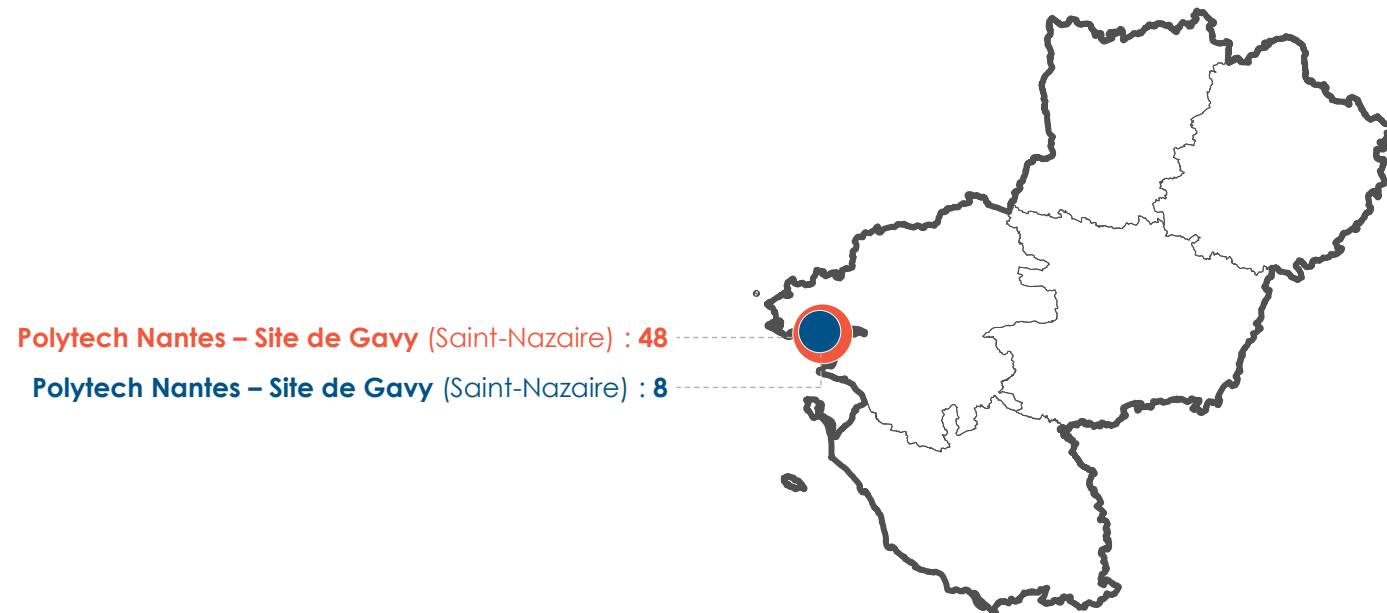 Polytech Nantes – Site de Gavy (Saint-Nazaire) : 48
Polytech Nantes – Site de Gavy (Saint-Nazaire) : 8